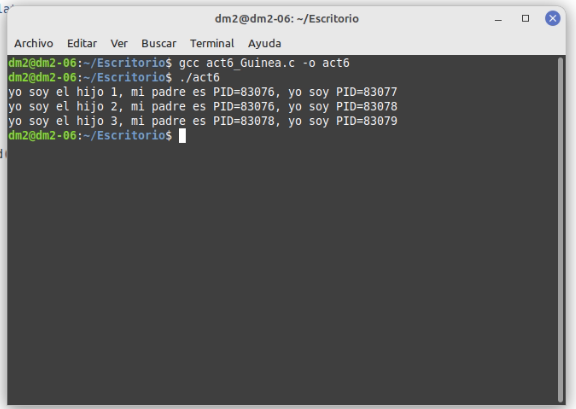 dm2@dm2-06: ~/Escritorio
Archivo Editar Ver Buscar Terminal Ayuda
dm2@dm2-06:~/Escritorio$ gcc act6_Guinea.c -o act6
dm2@dm2-06:~/Escritorio$ ./act6
yo soy el hijo 1, mi padre es PID=83076, yo soy PID=83077
yo soy el hijo 2, mi padre es PID=83076, yo soy PID=83078
yo soy el hijo 3, mi padre es PID=83078, yo soy PID=83079
dm2@dm2-06:~/Escritorio$